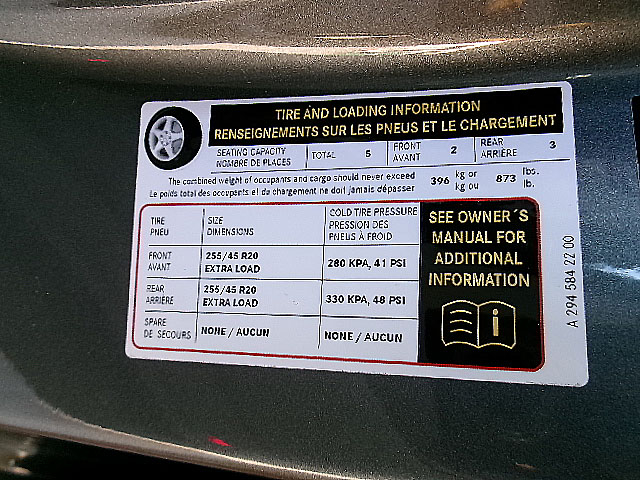 TIRE AND LOADING INFORMATION
RENSEIGNEMENTS SUR LES PNEUS ET LE CHARGEMENT
SEATING CAPACITY
NOMBRE DE PLACES
TOTAL 5
FRONT
AVANT
2
REAR
ARRIÈRE
3
The combined weight of occupants and cargo should never exceed
Le poids total des occupants et du chargement ne doit jamais dépasser
396 kg or
kg ou
873 lbs.
lb.
TIRE
PNEU
SIZE
DIMENSIONS
COLD TIRE PRESSURE
PRESSION DES
PNEUS À FROID
FRONT
AVANT
255/45 R20
EXTRA LOAD
280 KPA, 41 PSI
REAR
ARRIÈRE
255/45 R20
EXTRA LOAD
330 KPA, 48 PSI
SPARE
DE SECOURS
NONE / AUCUN
NONE / AUCUN
SEE OWNER´S
MANUAL FOR
ADDITIONAL
INFORMATION
i
A 294 584 22 00